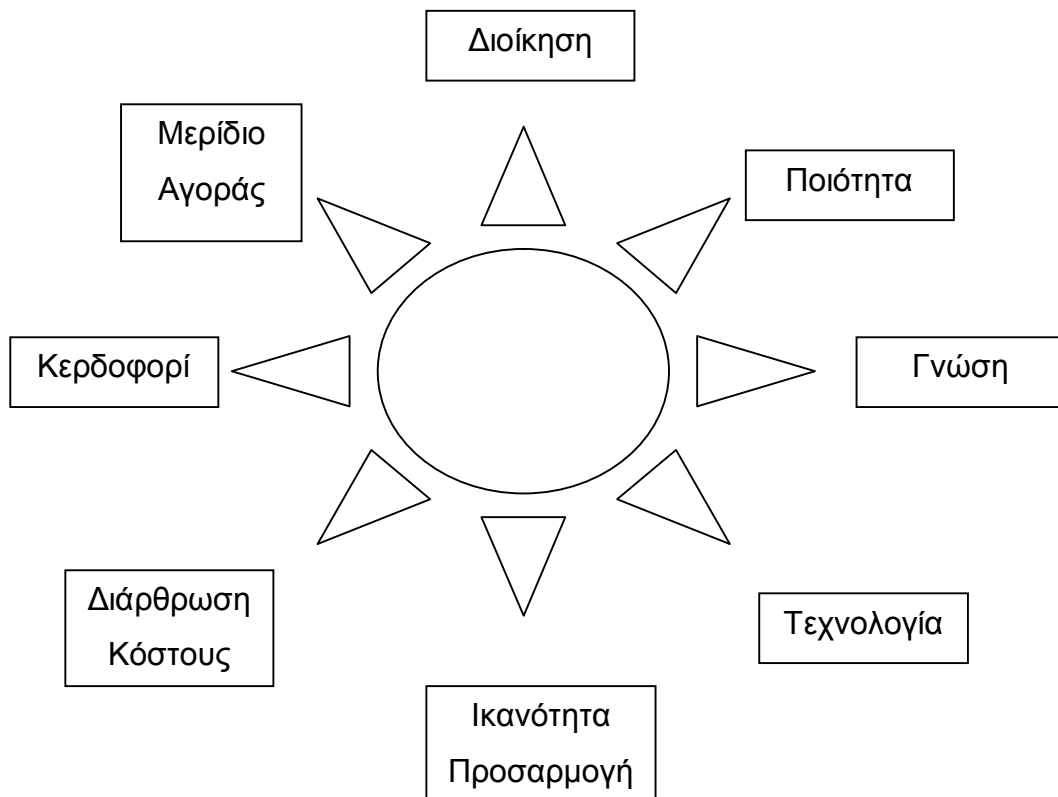 Διοίκηση
Μερίδιο
Αγοράς
Ποιότητα
Κερδοφορί
Γνώση
Διάρθρωση
Κόστους
Τεχνολογία
Ικανότητα
Προσαρμογή